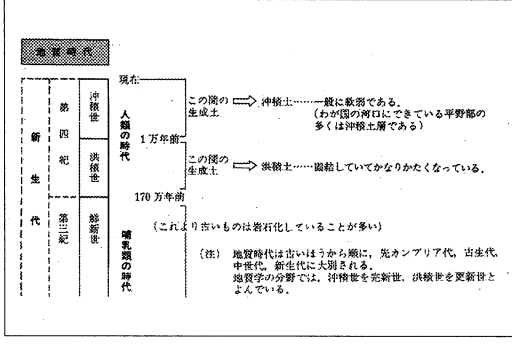 地質時代
新生代
第四紀
第三紀
沖積世
洪積世
鮮新世
現在
1万年前
170万年前
人類の時代
哺乳類の時代
この間の
生成土
沖積土……一般に軟弱である。
(わが国の河口にできている平野部の
多くは沖積土層である)
この間の
生成土
洪積土……固結していてかなりかたくなっている。
(これより古いものは岩石化していることが多い)
(注) 地質時代は古いほうから順に,先カンブリア代,古生代,
中世代,新生代に大別される。
地質学の分野では,沖積世を完新世,洪積世を更新世と
よんでいる。